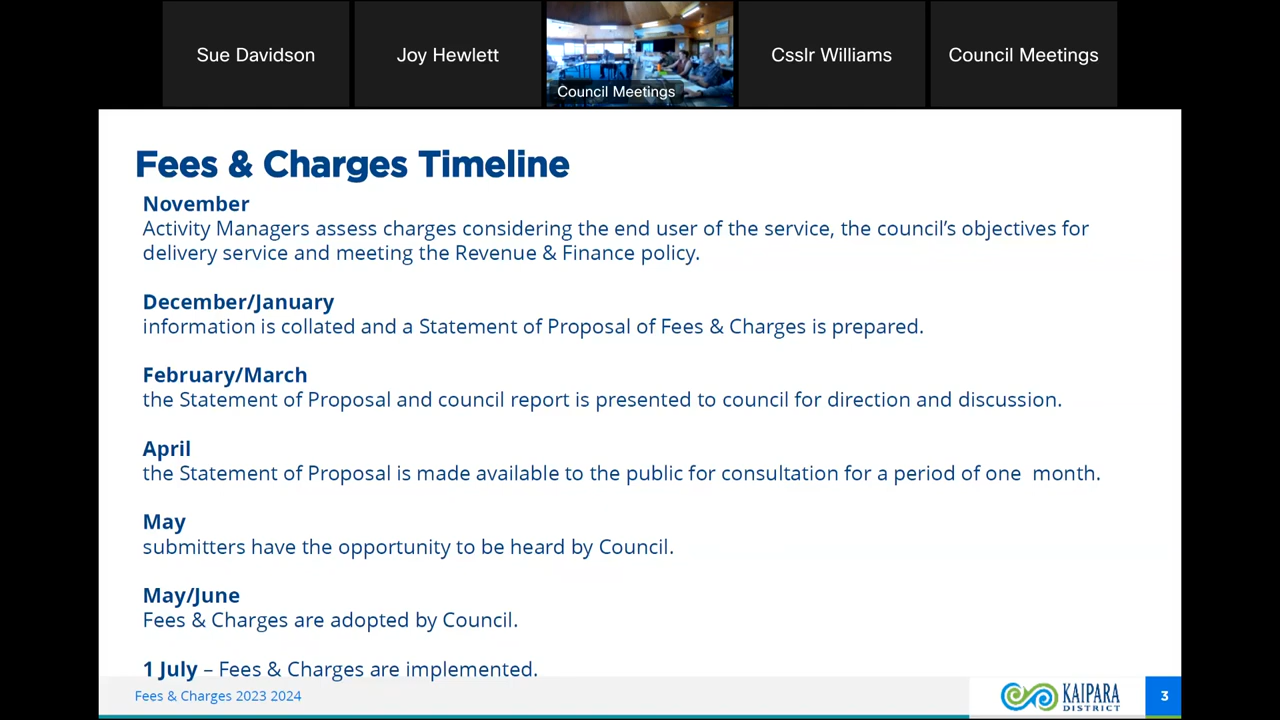 Sue Davidson
Joy Hewlett
Council Meetings
Csslr Williams
Council Meetings
Fees & Charges Timeline
November
Activity Managers assess charges considering the end user of the service, the council's objectives for
delivery service and meeting the Revenue & Finance policy.
December/January
information is collated and a Statement of Proposal of Fees & Charges is prepared.
February/March
the Statement of Proposal and council report is presented to council for direction and discussion.
April
the Statement of Proposal is made available to the public for consultation for a period of one  month.
May
submitters have the opportunity to be heard by Council.
May/June
Fees & Charges are adopted by Council.
1 July – Fees & Charges are implemented.
Fees & Charges 2023 2024
KAIPARA
DISTRICT
3